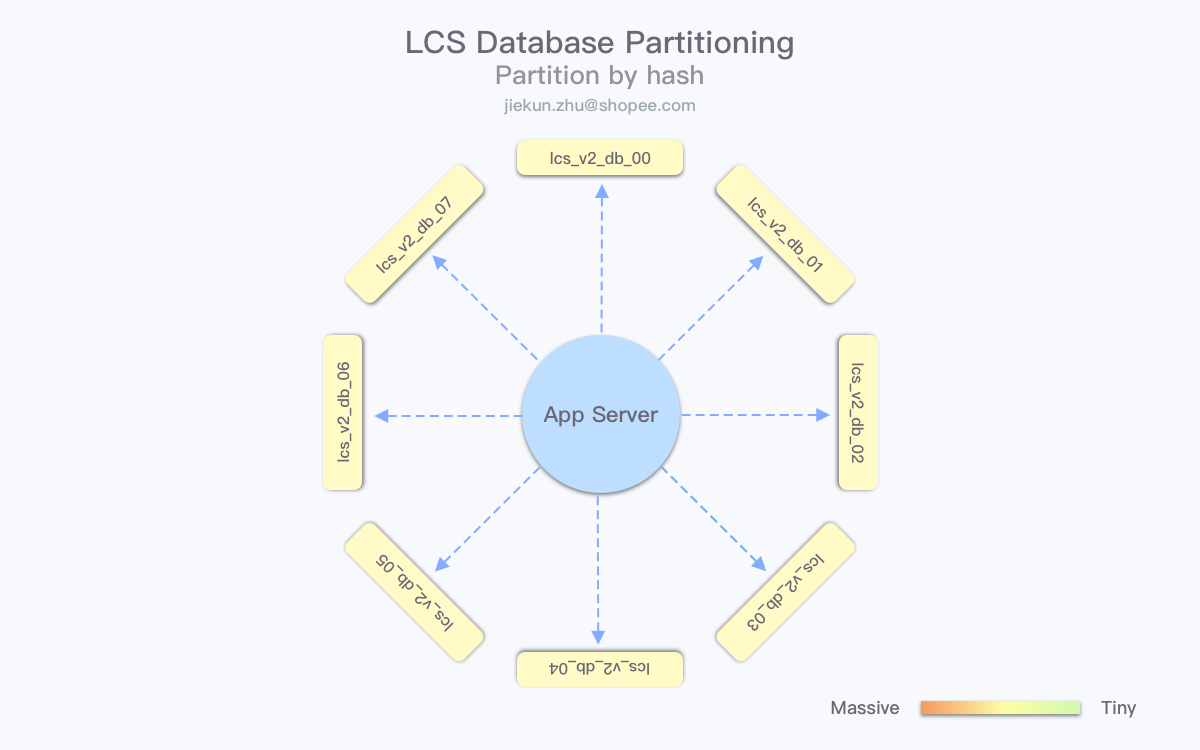 LCS Database Partitioning
Partition by hash
jiekun.zhu@shopee.com
lcs_v2_db_00
lcs_v2_db_01
lcs_v2_db_02
lcs_v2_db_03
lcs_v2_db_04
lcs_v2_db_05
lcs_v2_db_06
lcs_v2_db_07
App Server
Massive
Tiny